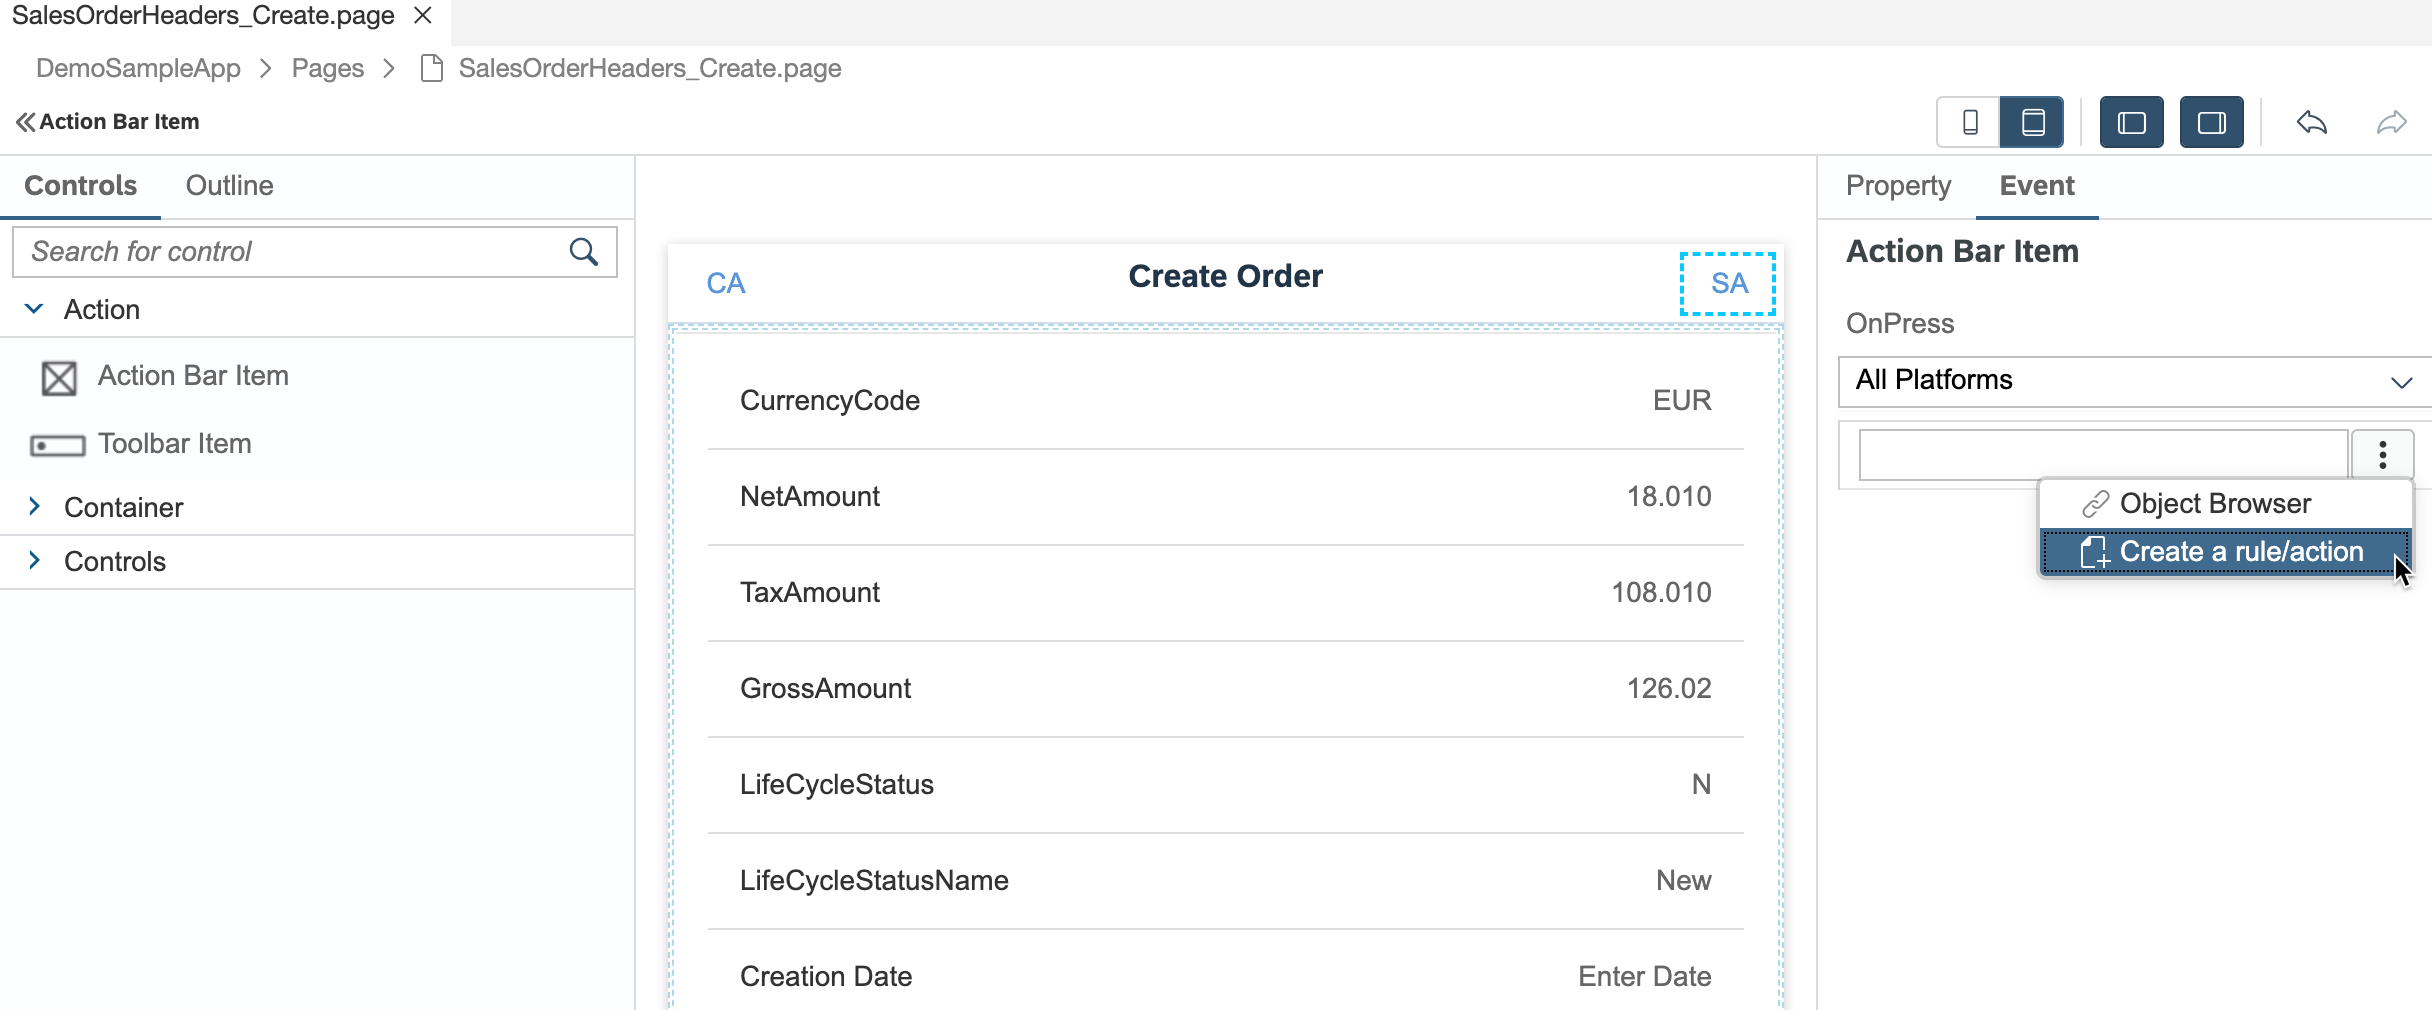 SalesOrderHeaders_Create.page
DemoSampleApp > Pages > SalesOrderHeaders_Create.page
Action Bar Item
Controls Outline
Search for control
Action
Action Bar Item
Toolbar Item
Container
Controls
CA Create Order SA
CurrencyCode EUR
NetAmount 18.010
TaxAmount 108.010
GrossAmount 126.02
LifeCycleStatus N
LifeCycleStatusName New
Creation Date Enter Date
Property Event
Action Bar Item
OnPress
All Platforms
Object Browser
Create a rule/action